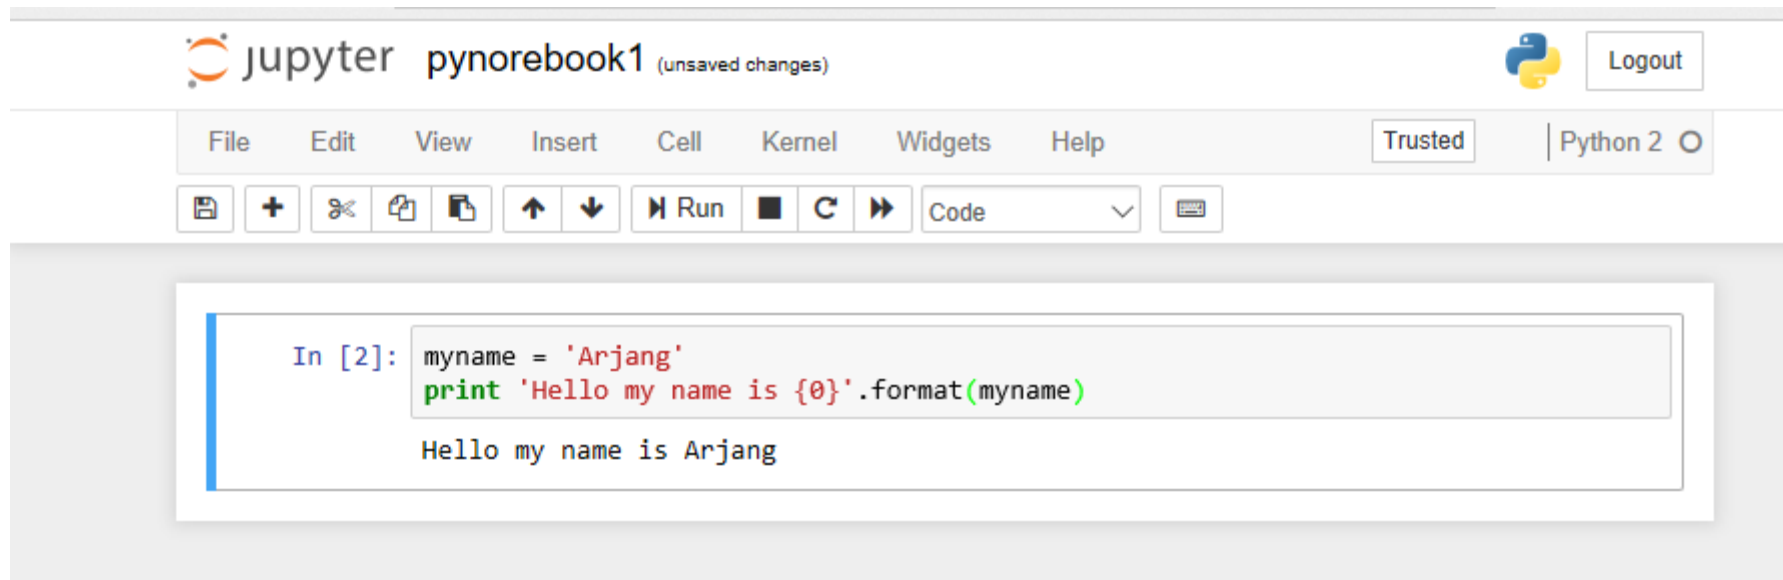 jupyter pynorebook1 (unsaved changes) Logout
File Edit View Insert Cell Kernel Widgets Help Trusted Python 2
Run Code
In [2]: myname = 'Arjang'
print 'Hello my name is {0}'.format(myname)
Hello my name is Arjang